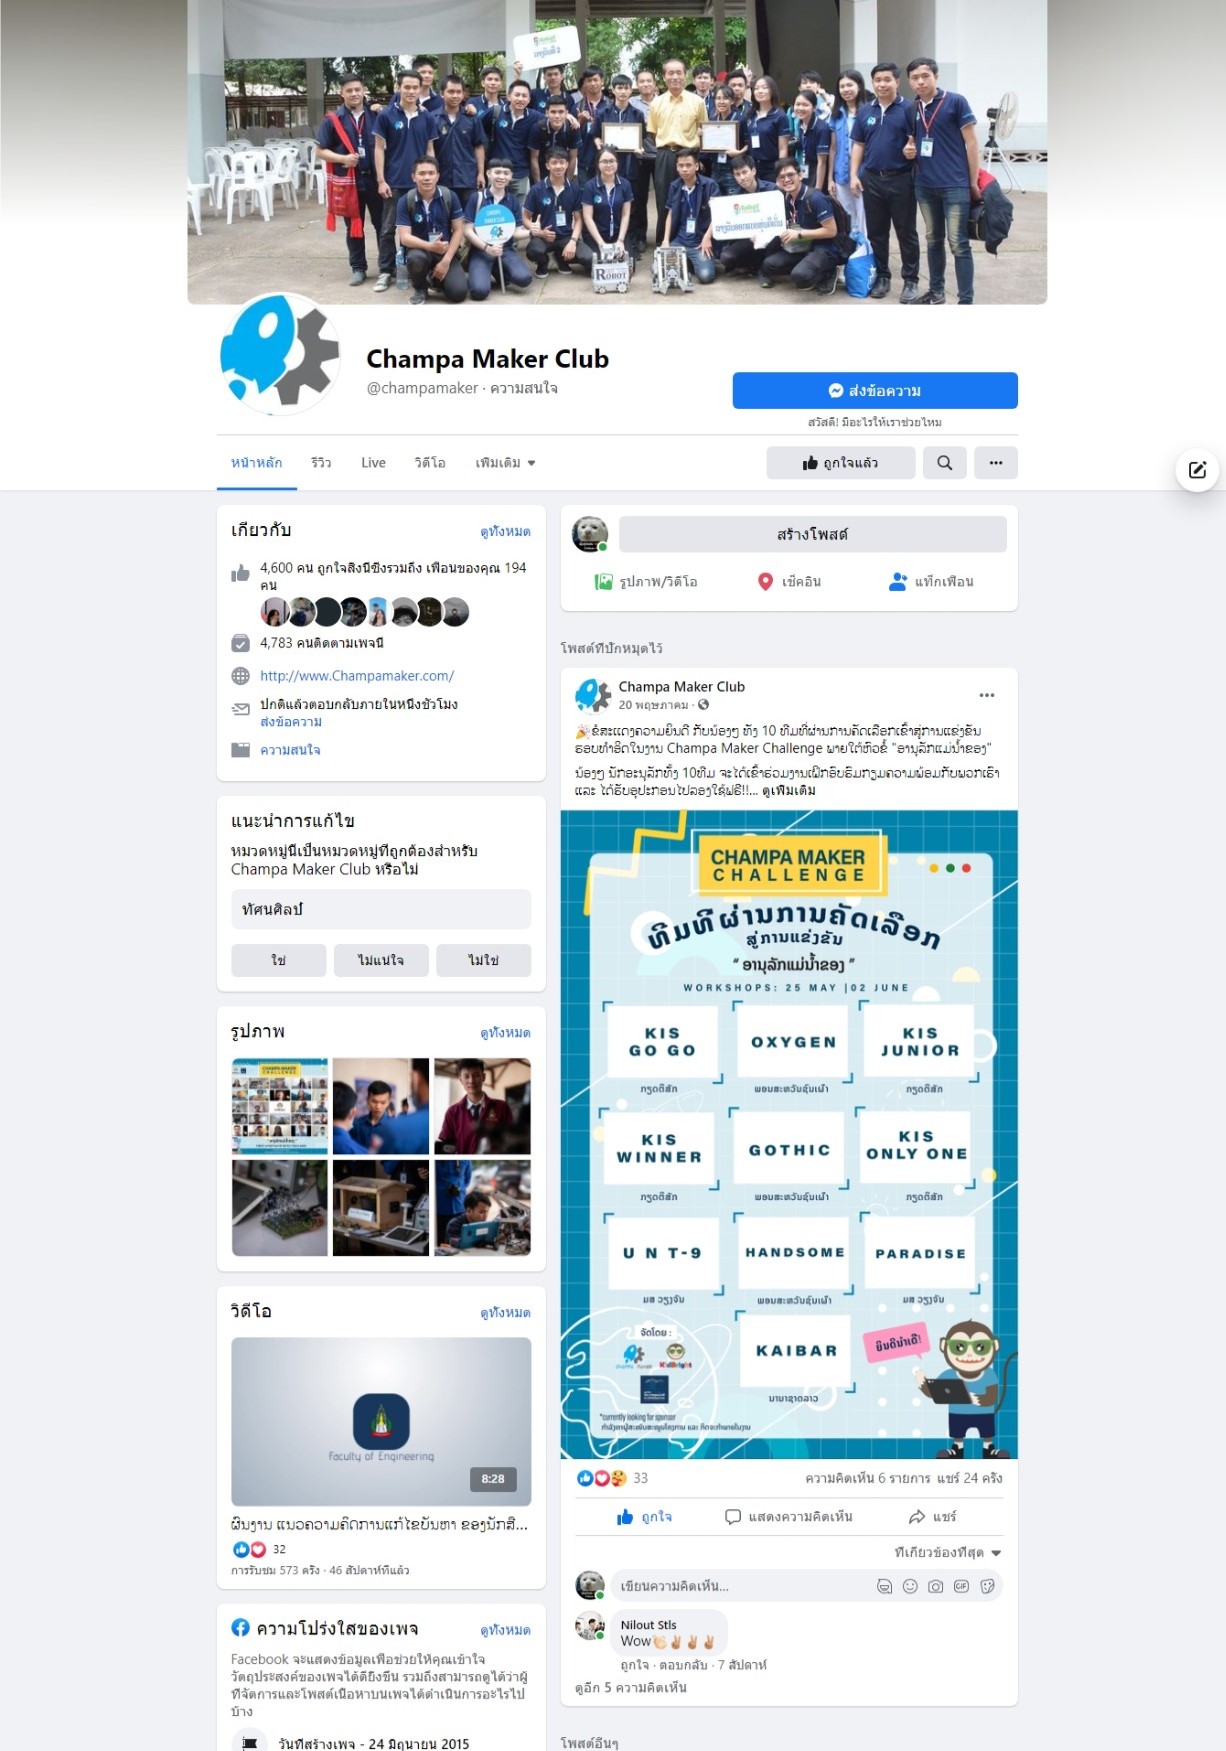 Champa Maker Club
@champamaker · ความสนใจ
ส่งข้อความ
สวัสดี! มีอะไรให้เราช่วยไหม
หน้าหลัก
รีวิว
Live
วิดีโอ
เพิ่มเติม
ถูกใจแล้ว
เกี่ยวกับ
ดูทั้งหมด
4,600 คน ถูกใจสิ่งนี้ซึ่งรวมถึง เพื่อนของคุณ 194
คน
4,783 คนติดตามเพจนี้
http://www.Champamaker.com/
ปกติแล้วตอบกลับภายในหนึ่งชั่วโมง
ส่งข้อความ
ความสนใจ
แนะนำการแก้ไข
หมวดหมู่นี้เป็นหมวดหมู่ที่ถูกต้องสำหรับ
Champa Maker Club หรือไม่
ทัศนศิลป์
ใช่
ไม่แน่ใจ
ไม่ใช่
รูปภาพ
ดูทั้งหมด
วิดีโอ
ดูทั้งหมด
Faculty of Engineering
8:28
ຜົນງານ ແນວຄວາມຄິດການແກ້ໄຂບັນຫາ ຂອງນັກສຶ...
32
การรับชม 573 ครั้ง · 46 สัปดาห์ที่แล้ว
ความโปร่งใสของเพจ
ดูทั้งหมด
Facebook จะแสดงข้อมูลเพื่อช่วยให้คุณเข้าใจ
วัตถุประสงค์ของเพจได้ดียิ่งขึ้น รวมถึงสามารถดูได้ว่าผู้
ที่จัดการและโพสต์เนื้อหาบนเพจได้ดำเนินการอะไรไป
บ้าง
วันที่สร้างเพจ - 24 มิถุนายน 2015
สร้างโพสต์
รูปภาพ/วิดีโอ
เช็คอิน
แท็กเพื่อน
โพสต์ที่ปักหมุดไว้
Champa Maker Club
20 พฤษภาคม ·
ຂໍສະແດງຄວາມຍິນດີ ກັບນ້ອງໆ ທັງ 10 ທີມທີ່ຜ່ານການຄັດເລືອກເຂົ້າສູ່ການແຂ່ງຂັນ
ຮອບທຳອິດໃນງານ Champa Maker Challenge ພາຍໃຕ້ຫົວຂໍ້ "ອານຸລັກແມ່ນ້ຳຂອງ"
ນ້ອງໆ ນັກອະນຸລັກທັ້ງ 10ທີມ ຈະໄດ້ເຂົ້າຮ່ວມງານເຝິກອົບຮົມກຽມຄວາມພ້ອມກັບພວກເຮົາ
ແລະ ໄດ້ຮັບອຸປະກອນໄປລອງໃຊ້ຟຣີ!!... ดูเพิ่มเติม
CHAMPA MAKER
CHALLENGE
ທີມທີ່ຜ່ານການຄັດເລືອກ
ສູ່ການແຂ່ງຂັນ
" ອານຸລັກແມ່ນ້ຳຂອງ "
WORKSHOPS: 25 MAY |02 JUNE
KIS
GO GO
ກຽດຕິສັກ
OXYGEN
ພອນສະຫວັນຊົນເຜົ່າ
KIS
JUNIOR
ກຽດຕິສັກ
KIS
WINNER
ກຽດຕິສັກ
GOTHIC
ພອນສະຫວັນຊົນເຜົ່າ
KIS
ONLY ONE
ກຽດຕິສັກ
U N T-9
ມສ ວຽງຈັນ
HANDSOME
ພອນສະຫວັນຊົນເຜົ່າ
PARADISE
ມສ ວຽງຈັນ
ຈັດໂດຍ :
KidBright
KAIBAR
ນານາຊາດລາວ
ຍິນດີນຳເດີ້!
*currently looking for sponsor
33
ความคิดเห็น 6 รายการ แชร์ 24 ครั้ง
ถูกใจ
แสดงความคิดเห็น
แชร์
ที่เกี่ยวข้องที่สุด
เขียนความคิดเห็น...
GIF
Nilout Stls
Wow👏✌✌✌
ถูกใจ · ตอบกลับ · 7 สัปดาห์
ดูอีก 5 ความคิดเห็น
โพสต์อื่นๆ